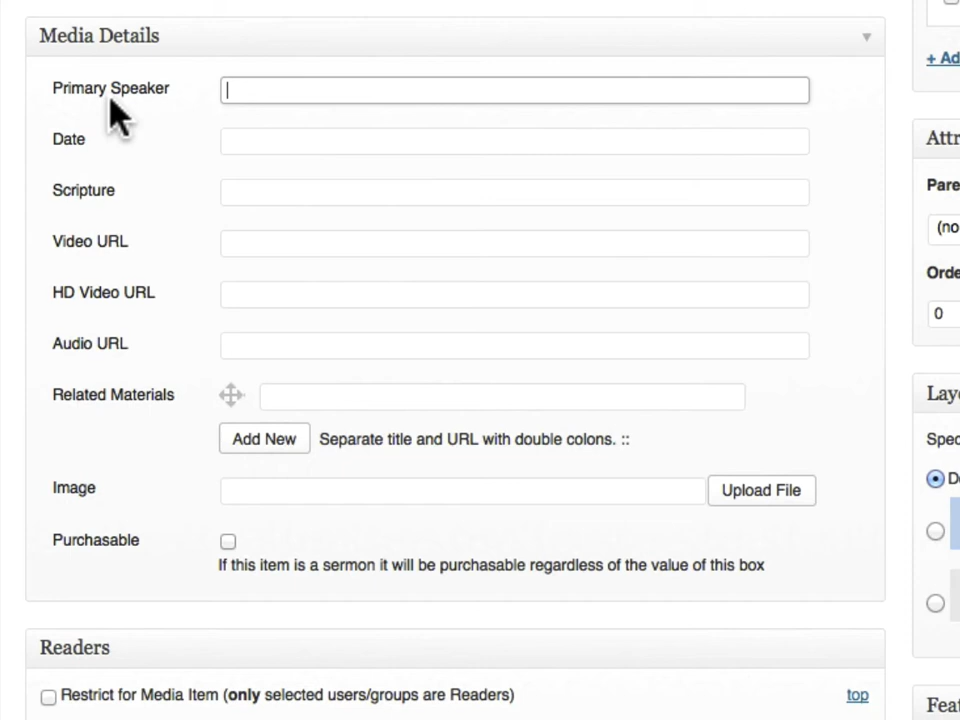 Media Details
Primary Speaker
Date
Scripture
Video URL
HD Video URL
Audio URL
Related Materials
Add New Separate title and URL with double colons. ::
Image Upload File
Purchasable
If this item is a sermon it will be purchasable regardless of the value of this box
Readers
Restrict for Media Item (only selected users/groups are Readers) top
+ Ad
Attr
Pare
(no
Orde
0
Laye
Spec
D
Feat